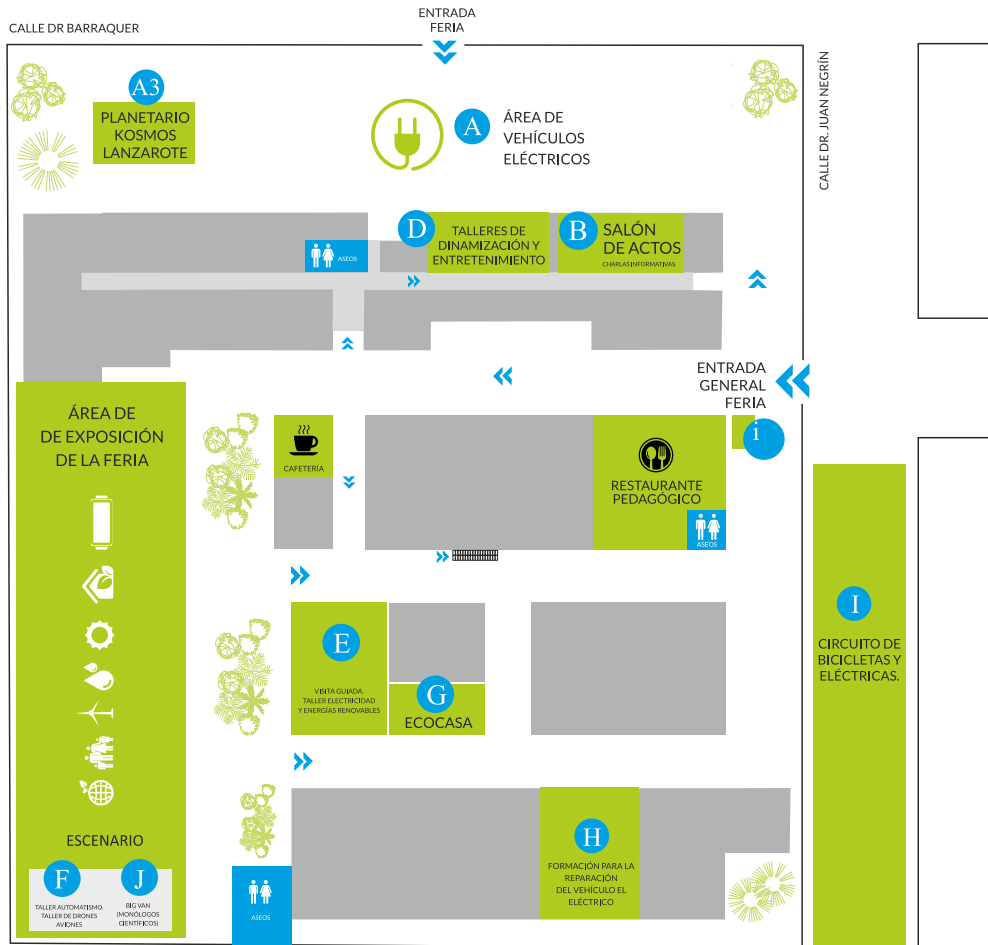 CALLE DR BARRAQUER
ENTRADA
FERIA
CALLE DR. JUAN NEGRÍN
A3
PLANETARIO
KOSMOS
LANZAROTE
A
ÁREA DE
VEHÍCULOS
ELÉCTRICOS
ASEOS
D
TALLERES DE
DINAMIZACIÓN Y
ENTRETENIMIENTO
B
SALÓN
DE ACTOS
CHARLAS INFORMATIVAS
ENTRADA
GENERAL
FERIA
i
ÁREA DE
DE EXPOSICIÓN
DE LA FERIA
CAFETERÍA
RESTAURANTE
PEDAGÓGICO
ASEOS
I
CIRCUITO DE
BICICLETAS Y
ELÉCTRICAS.
E
VISITA GUIADA.
TALLER ELECTRICIDAD
Y ENERGÍAS RENOVABLES
G
ECOCASA
ESCENARIO
F
TALLER AUTOMATISMO.
TALLER DE DRONES
AVIONES
J
BIG VAN
(MONÓLOGOS
CIENTÍFICOS)
ASEOS
H
FORMACIÓN PARA LA
REPARACIÓN
DEL VEHÍCULO EL
ELÉCTRICO